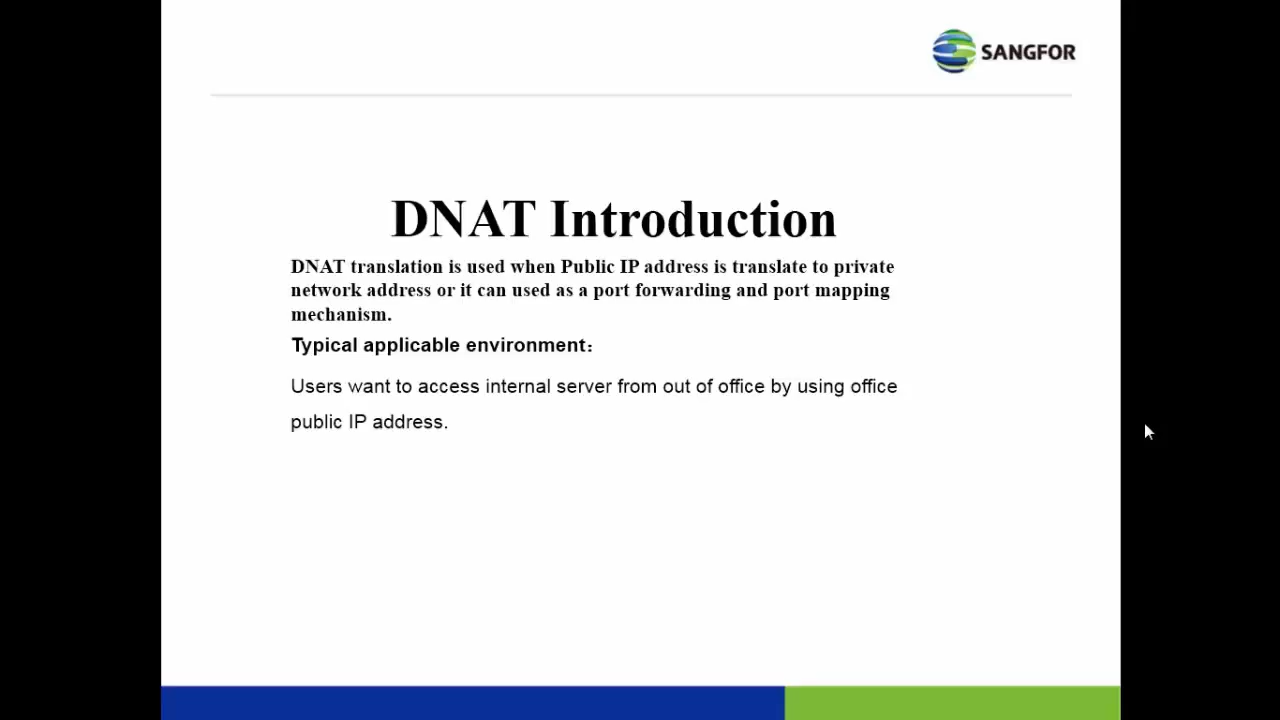 SANGFOR
DNAT Introduction
DNAT translation is used when Public IP address is translate to private
network address or it can used as a port forwarding and port mapping
mechanism.
Typical applicable environment：
Users want to access internal server from out of office by using office
public IP address.